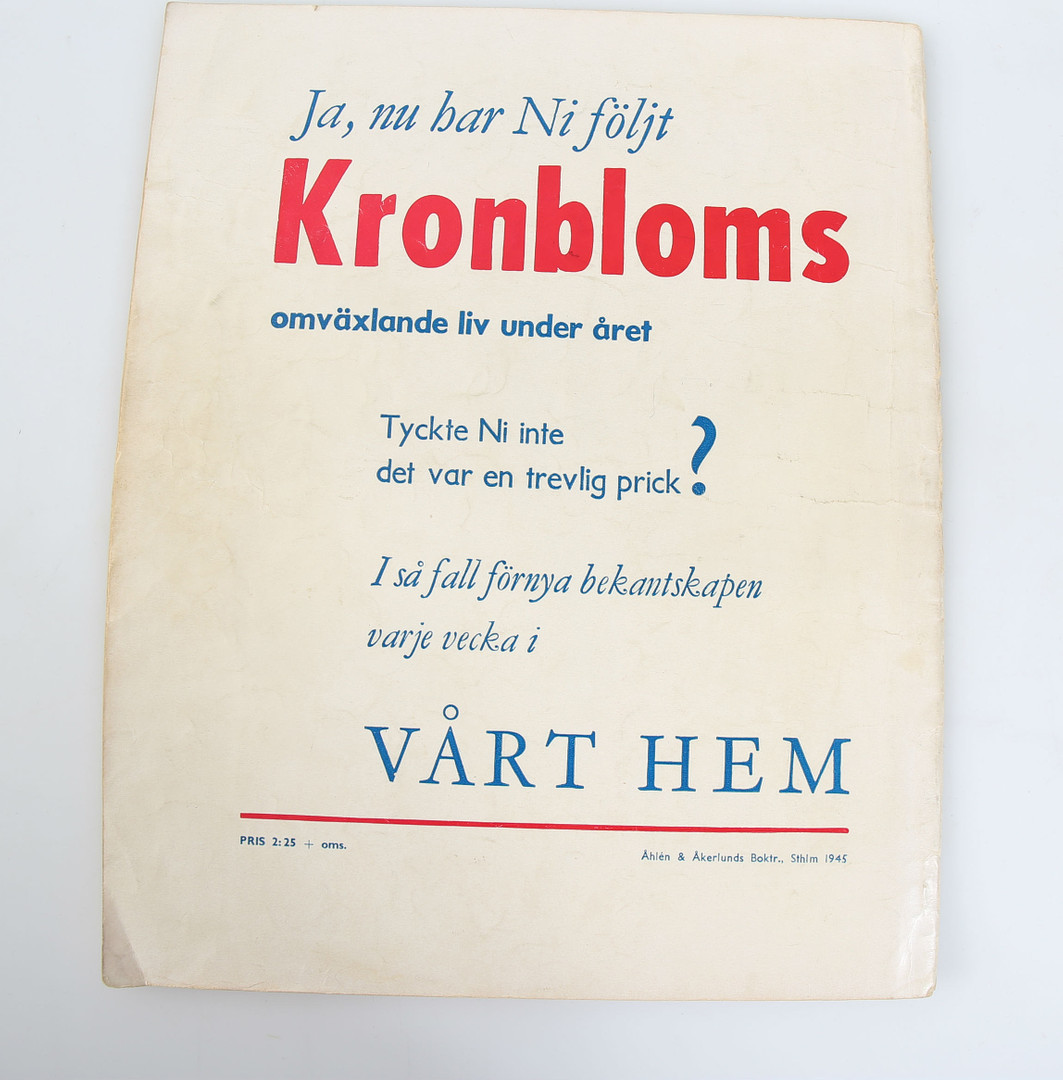 Ja, nu har Ni följt
Kronbloms
omväxlande liv under året
Tyckte Ni inte
det var en trevlig prick?
I så fall förnya bekantskapen
varje vecka i
VÅRT HEM
PRIS 2:25 + oms.
Åhlén & Åkerlunds Boktr., Sthlm 1945